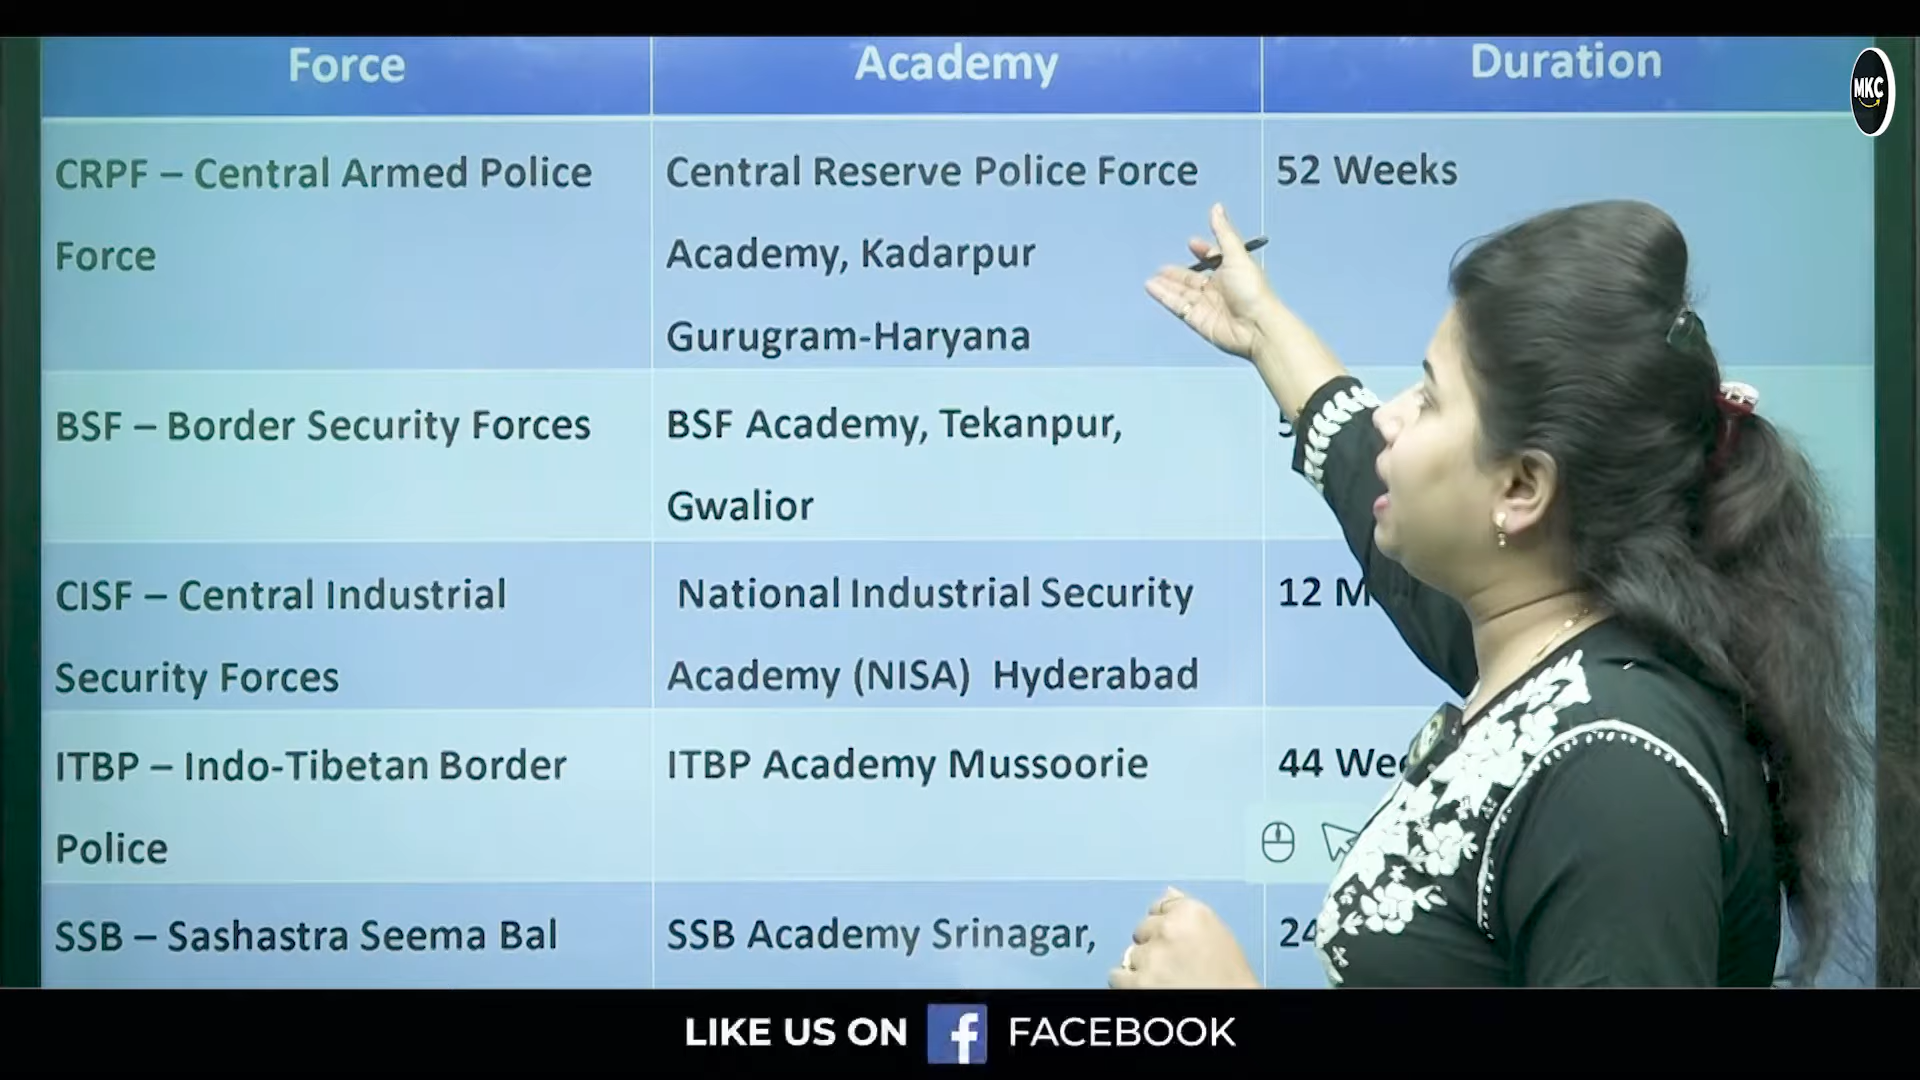 Force
Academy
Duration
MKC
CRPF – Central Armed Police
Force
Central Reserve Police Force
Academy, Kadarpur
Gurugram-Haryana
52 Weeks
BSF – Border Security Forces
BSF Academy, Tekanpur,
Gwalior
CISF – Central Industrial
Security Forces
National Industrial Security
Academy (NISA) Hyderabad
12
ITBP – Indo-Tibetan Border
Police
ITBP Academy Mussoorie
44
SSB – Sashastra Seema Bal
SSB Academy Srinagar,
24
LIKE US ON FACEBOOK